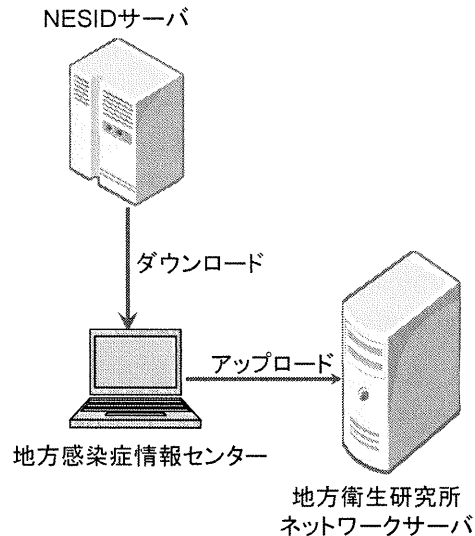 NESIDサーバ
ダウンロード
アップロード
地方感染症情報センター
地方衛生研究所
ネットワークサーバ